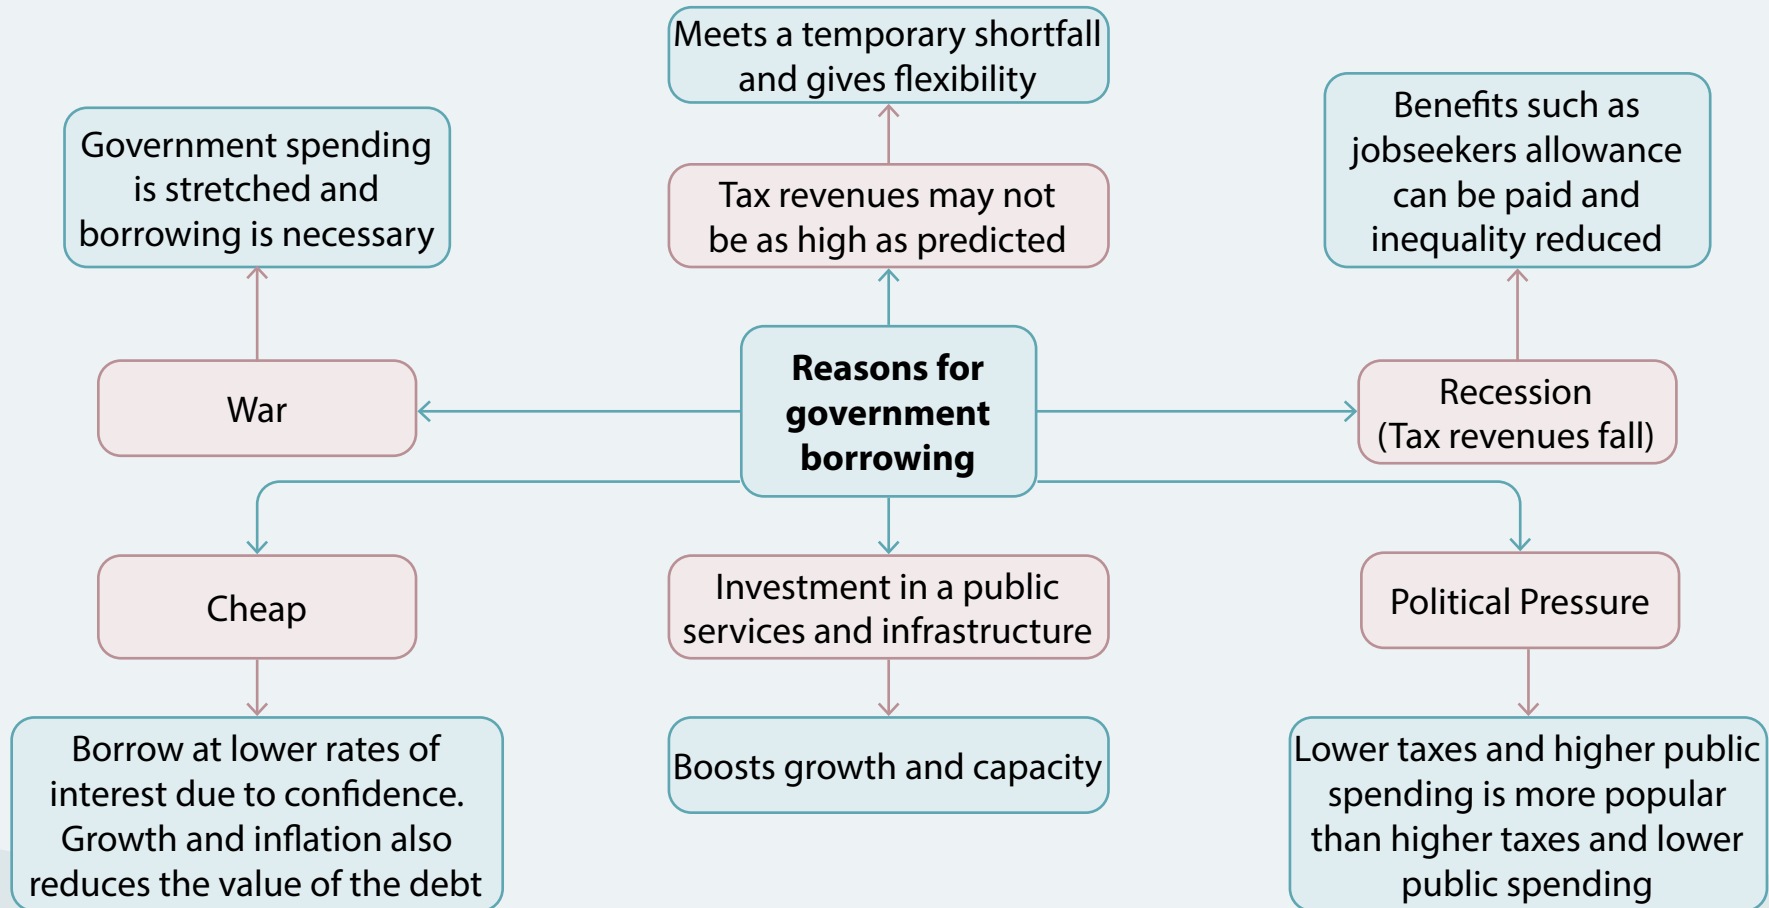 Meets a temporary shortfall
and gives flexibility
Government spending
is stretched and
borrowing is necessary
Tax revenues may not
be as high as predicted
Benefits such as
jobseekers allowance
can be paid and
inequality reduced
War
Reasons for
government
borrowing
Recession
(Tax revenues fall)
Cheap
Investment in a public
services and infrastructure
Political Pressure
Borrow at lower rates of
interest due to confidence.
Growth and inflation also
reduces the value of the debt
Boosts growth and capacity
Lower taxes and higher public
spending is more popular
than higher taxes and lower
public spending